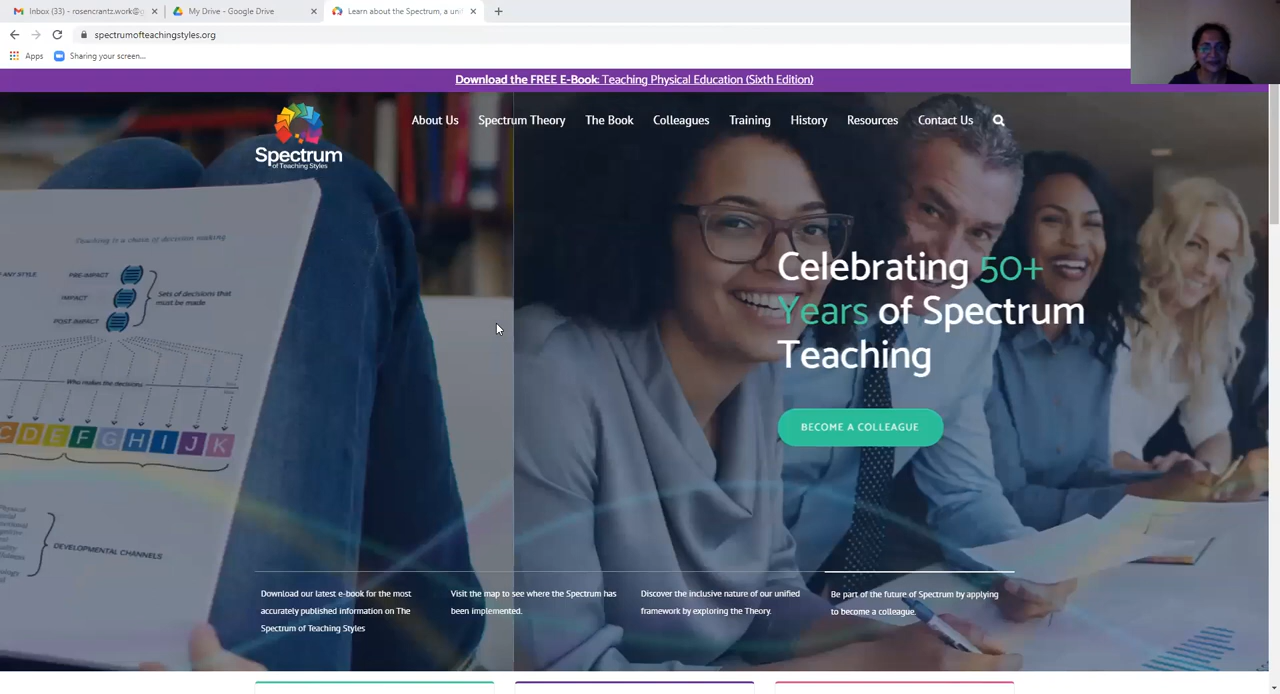 Inbox (33) - rosencrantz.work@g
My Drive - Google Drive
Learn about the Spectrum, a uni
spectrumofteachingstyles.org
Apps
Sharing your screen...
Download the FREE E-Book: Teaching Physical Education (Sixth Edition)
Spectrum
of Teaching Styles
About Us
Spectrum Theory
The Book
Colleagues
Training
History
Resources
Contact Us
Teaching is a chain of decision making
ANY STYLE
PRE-IMPACT
IMPACT
POST-IMPACT
Sets of decisions that
must be made
Who makes the decisions
C D E F G H I J K
DEVELOPMENTAL CHANNELS
Celebrating 50+
Years of Spectrum
Teaching
BECOME A COLLEAGUE
Download our latest e-book for the most
accurately published information on The
Spectrum of Teaching Styles
Visit the map to see where the Spectrum has
been implemented.
Discover the inclusive nature of our unified
framework by exploring the Theory.
Be part of the future of Spectrum by applying
to become a colleague.